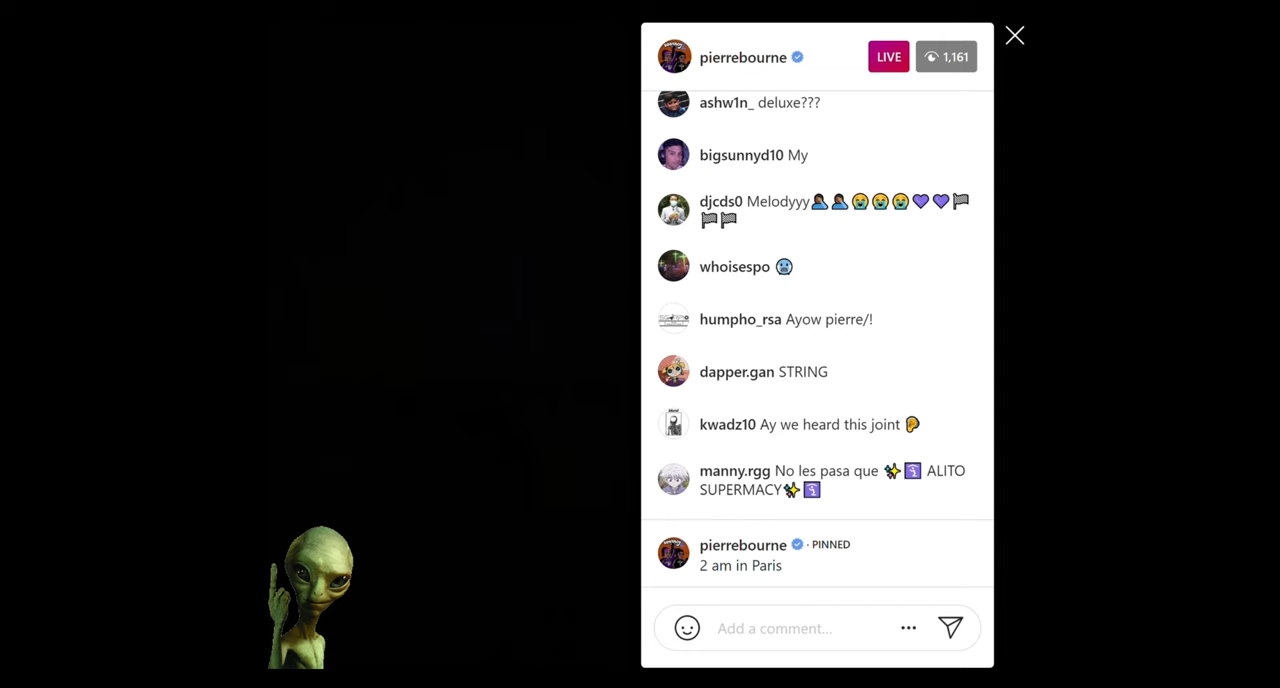 pierrebourne LIVE 1,161
ashw1n_ deluxe???
bigsunnyd10 My
djcds0 Melodyyy🤦🏾‍♂️🤦🏾‍♂️😭😭😭💜💜🏁
🏁🏁
whoisespo 🥶
humpho_rsa Ayow pierre/!
dapper.gan STRING
kwadz10 Ay we heard this joint 👂
manny.rgg No les pasa que ✨🛐 ALITO
SUPERMACY✨🛐
pierrebourne · PINNED
2 am in Paris
Add a comment...